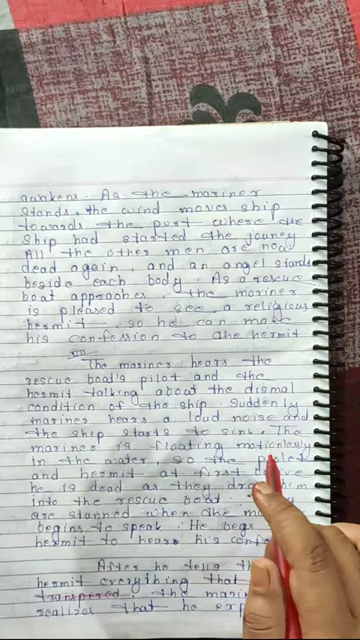 awakens. As the mariner
stands, the wind moves ship
towards the port where the
ship had started the jouney
All the other men are now
dead again, and an angel stands
beside each body. As a rescue
boat approaches, the mariner
is pleased to see a religious
hermit, so he can make
his confession to the hermit
The mariner hears the
rescue boat's pilot and the
hermit talking about the dismal
condition of the ship. Suddenly
mariner hears a loud noise and
the ship starts to sink. The
mariner is floating motionlessly
in the water, so the
and hermit at first
he is dead as they drag him
into the rescue boat.
are stunned when the
begins to speak. He begs
hermit to hear his
After he tells
hermit everything that
transpired, the
realizes that he